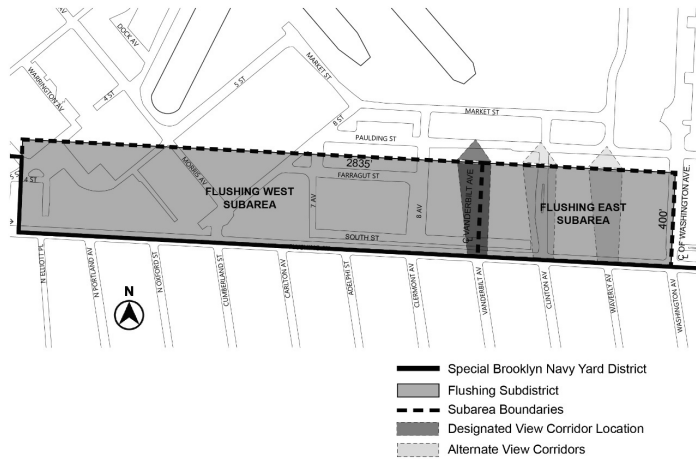 DOCK AV
WARRINGTON AV
4 ST
5 ST
MARKET ST
6 ST
MARKET ST
PAULDING ST
MORRIS AV
2835'
FARRAGUT ST
4 ST
FLUSHING WEST
SUBAREA
7 AV
8 AV
℄ VANDERBILT AVE.
FLUSHING EAST
SUBAREA
400'
℄ OF WASHINGTON AVE.
SOUTH ST
N ELLIOTT PL
N PORTLAND AV
N OXFORD ST
CUMBERLAND ST
CARLTON AV
ADELPHI ST
CLERMONT AV
VANDERBILT AV
CLINTON AV
WAVERLY AV
WASHINGTON AV
N
Special Brooklyn Navy Yard District
Flushing Subdistrict
Subarea Boundaries
Designated View Corridor Location
Alternate View Corridors